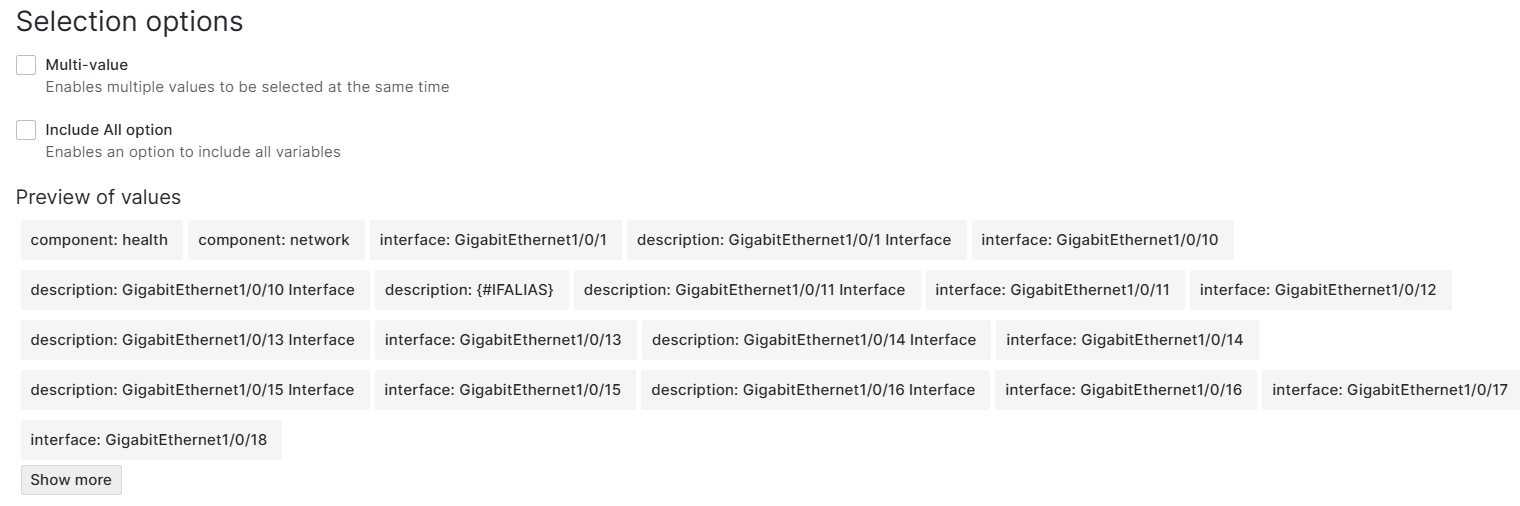 Selection options
Multi-value
Enables multiple values to be selected at the same time
Include All option
Enables an option to include all variables
Preview of values
component: health component: network interface: GigabitEthernet1/0/1 description: GigabitEthernet1/0/1 Interface interface: GigabitEthernet1/0/10
description: GigabitEthernet1/0/10 Interface description: {#IFALIAS} description: GigabitEthernet1/0/11 Interface interface: GigabitEthernet1/0/11 interface: GigabitEthernet1/0/12
description: GigabitEthernet1/0/13 Interface interface: GigabitEthernet1/0/13 description: GigabitEthernet1/0/14 Interface interface: GigabitEthernet1/0/14
description: GigabitEthernet1/0/15 Interface interface: GigabitEthernet1/0/15 description: GigabitEthernet1/0/16 Interface interface: GigabitEthernet1/0/16 interface: GigabitEthernet1/0/17
interface: GigabitEthernet1/0/18
Show more